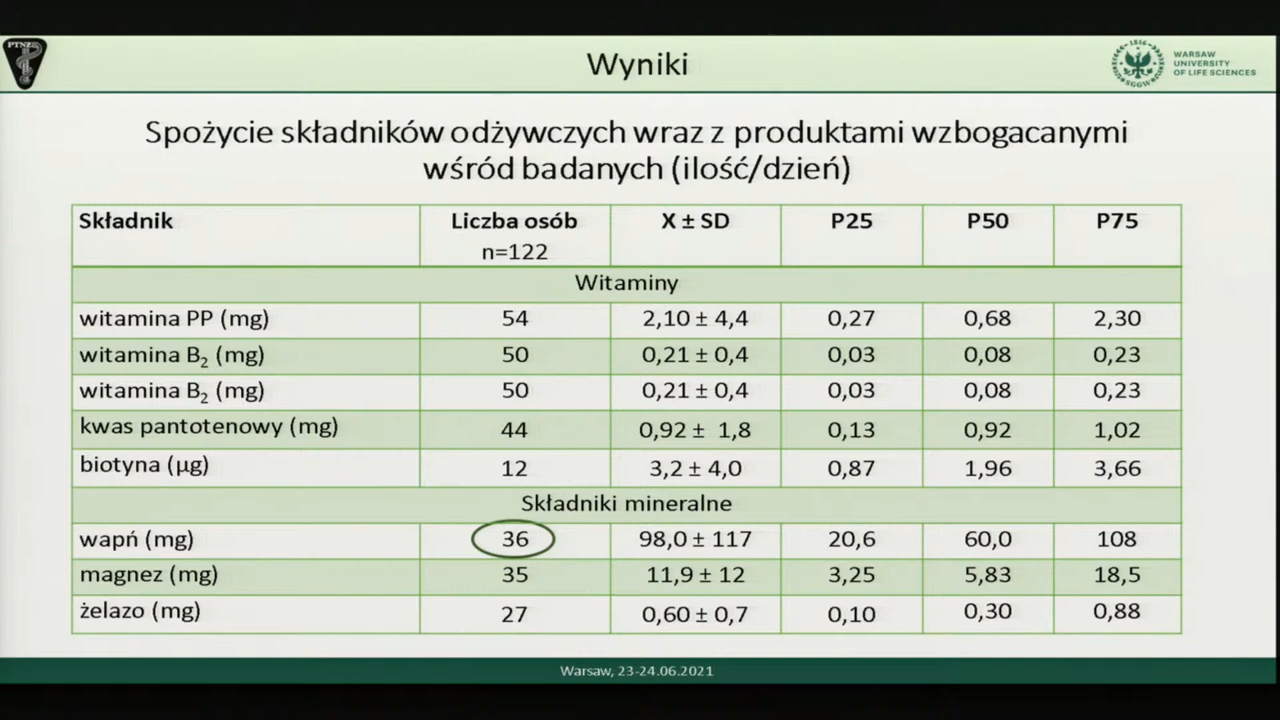 PTNŻ
Wyniki
1816
SGGW
WARSAW
UNIVERSITY
OF LIFE SCIENCES
Spożycie składników odżywczych wraz z produktami wzbogacanymi
wśród badanych (ilość/dzień)
Składnik Liczba osób X ± SD P25 P50 P75
n=122
Witaminy
witamina PP (mg) 54 2,10 ± 4,4 0,27 0,68 2,30
witamina B₂ (mg) 50 0,21 ± 0,4 0,03 0,08 0,23
witamina B₂ (mg) 50 0,21 ± 0,4 0,03 0,08 0,23
kwas pantotenowy (mg) 44 0,92 ± 1,8 0,13 0,92 1,02
biotyna (µg) 12 3,2 ± 4,0 0,87 1,96 3,66
Składniki mineralne
wapń (mg) 36 98,0 ± 117 20,6 60,0 108
magnez (mg) 35 11,9 ± 12 3,25 5,83 18,5
żelazo (mg) 27 0,60 ± 0,7 0,10 0,30 0,88
Warsaw, 23-24.06.2021